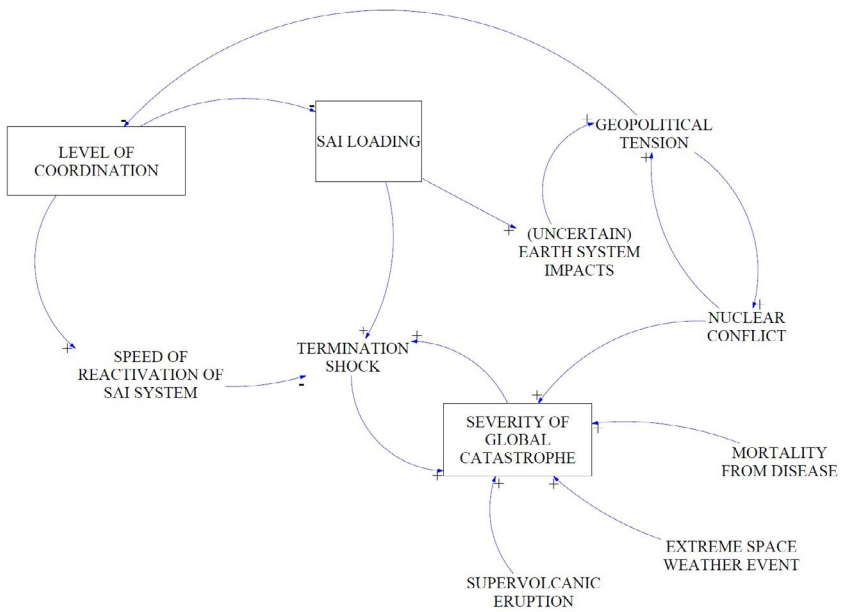 GEOPOLITICAL
TENSION
LEVEL OF
COORDINATION
SAI LOADING
(UNCERTAIN)
EARTH SYSTEM
IMPACTS
NUCLEAR
CONFLICT
SPEED OF
REACTIVATION OF
SAI SYSTEM
TERMINATION
SHOCK
SEVERITY OF
GLOBAL
CATASTROPHE
MORTALITY
FROM DISEASE
EXTREME SPACE
WEATHER EVENT
SUPERVOLCANIC
ERUPTION